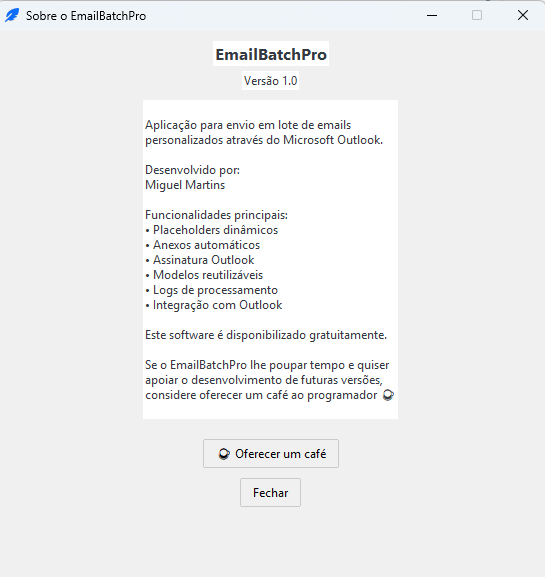 Sobre o EmailBatchPro
EmailBatchPro
Versão 1.0
Aplicação para envio em lote de emails
personalizados através do Microsoft Outlook.
Desenvolvido por:
Miguel Martins
Funcionalidades principais:
• Placeholders dinâmicos
• Anexos automáticos
• Assinatura Outlook
• Modelos reutilizáveis
• Logs de processamento
• Integração com Outlook
Este software é disponibilizado gratuitamente.
Se o EmailBatchPro lhe poupar tempo e quiser
apoiar o desenvolvimento de futuras versões,
considere oferecer um café ao programador ☕
☕ Oferecer um café
Fechar